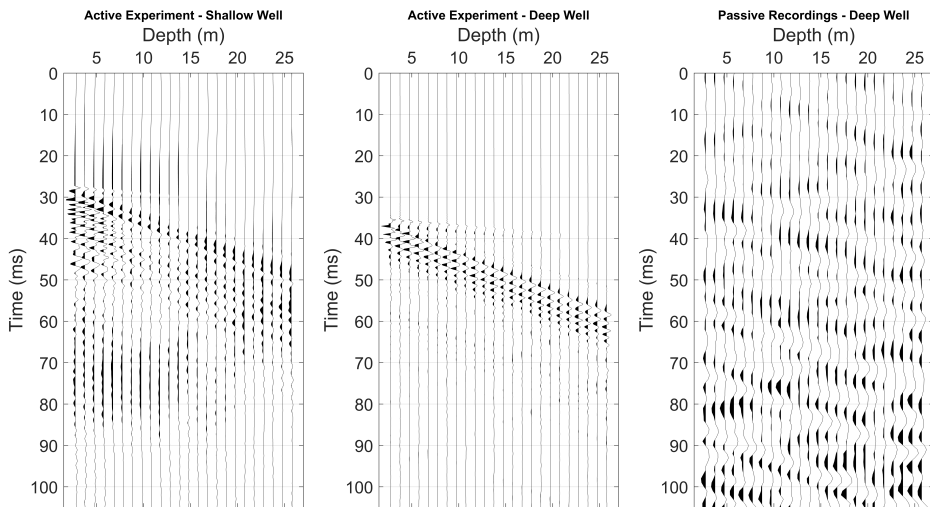 Active Experiment - Shallow Well
Depth (m)
5 10 15 20 25
0
10
20
30
40
50
60
70
80
90
100
Time (ms)
Active Experiment - Deep Well
Depth (m)
5 10 15 20 25
0
10
20
30
40
50
60
70
80
90
100
Time (ms)
Passive Recordings - Deep Well
Depth (m)
5 10 15 20 25
0
10
20
30
40
50
60
70
80
90
100
Time (ms)